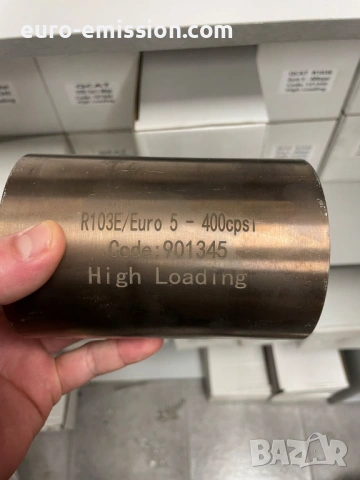 euro-emission.com
R103E/Euro 5 - 400cpsi
Code:901345
High Loading
BAZAR